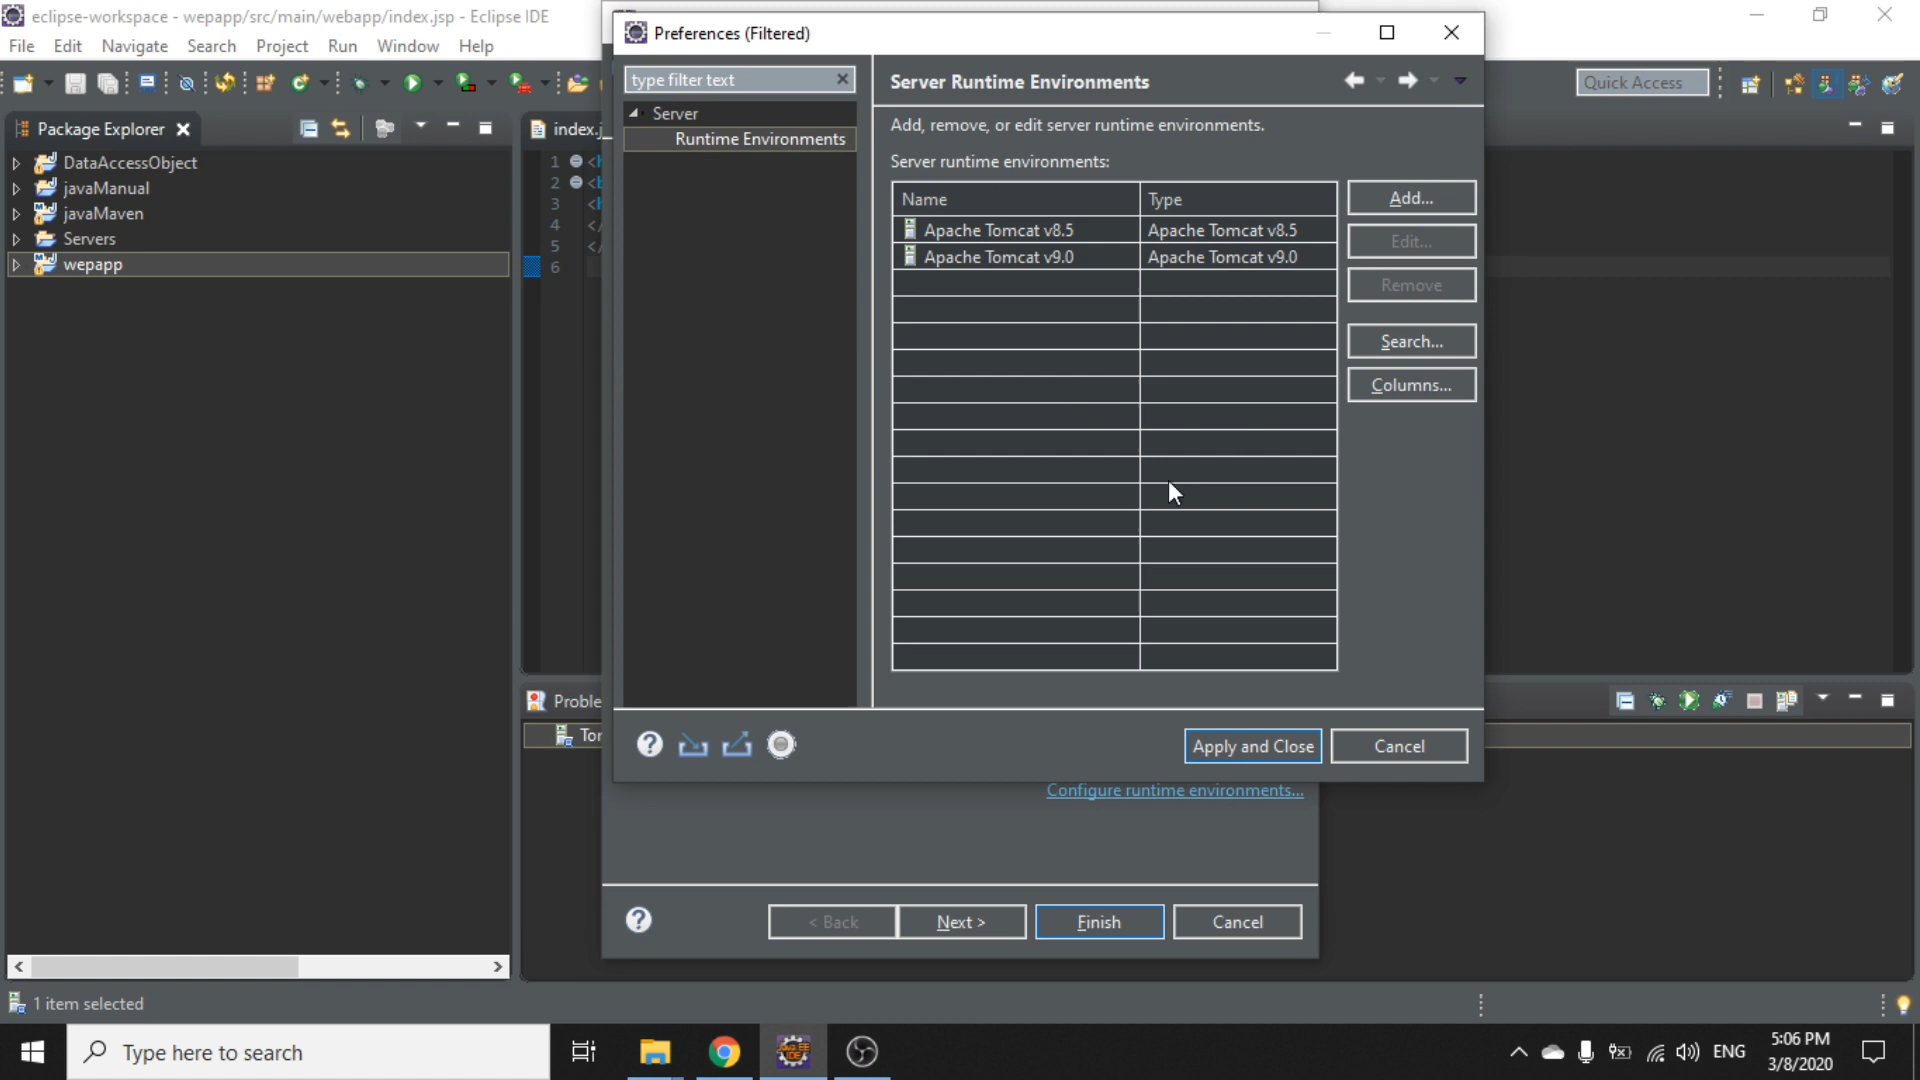 eclipse-workspace - wepapp/src/main/webapp/index.jsp - Eclipse IDE
File Edit Navigate Search Project Run Window Help
Quick Access
Package Explorer
DataAccessObject
javaManual
javaMaven
Servers
wepapp
index.j
1
2
3
4
5
6
Proble
Preferences (Filtered)
type filter text
Server
Runtime Environments
Server Runtime Environments
Add, remove, or edit server runtime environments.
Server runtime environments:
Name Type
Apache Tomcat v8.5 Apache Tomcat v8.5
Apache Tomcat v9.0 Apache Tomcat v9.0
Add...
Edit...
Remove
Search...
Columns...
Apply and Close Cancel
Configure runtime environments...
< Back Next > Finish Cancel
1 item selected
Type here to search
ENG
5:06 PM
3/8/2020